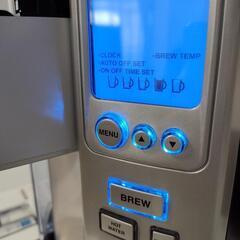 -CLOCK -BREW TEMP
-AUTO OFF SET
-ON OFF TIME SET
MENU
BREW
HOT
WATER